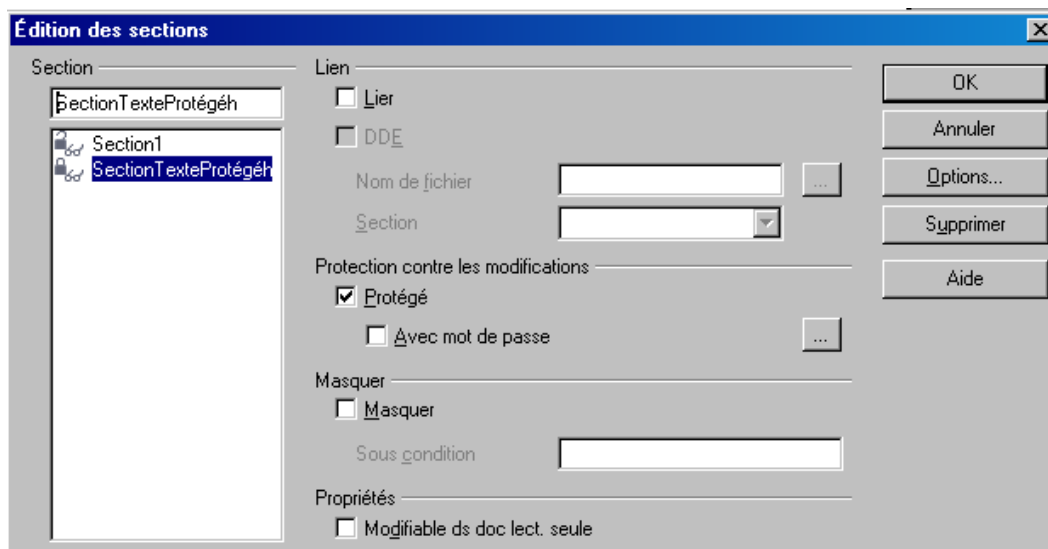 Édition des sections
Section
SectionTexteProtégéh
Section1
SectionTexteProtégéh
Lien
Lier
DDE
Nom de fichier
...
Section
Protection contre les modifications
Protégé
Avec mot de passe
...
Masquer
Masquer
Sous condition
Propriétés
Modifiable ds doc lect. seule
OK
Annuler
Options...
Supprimer
Aide